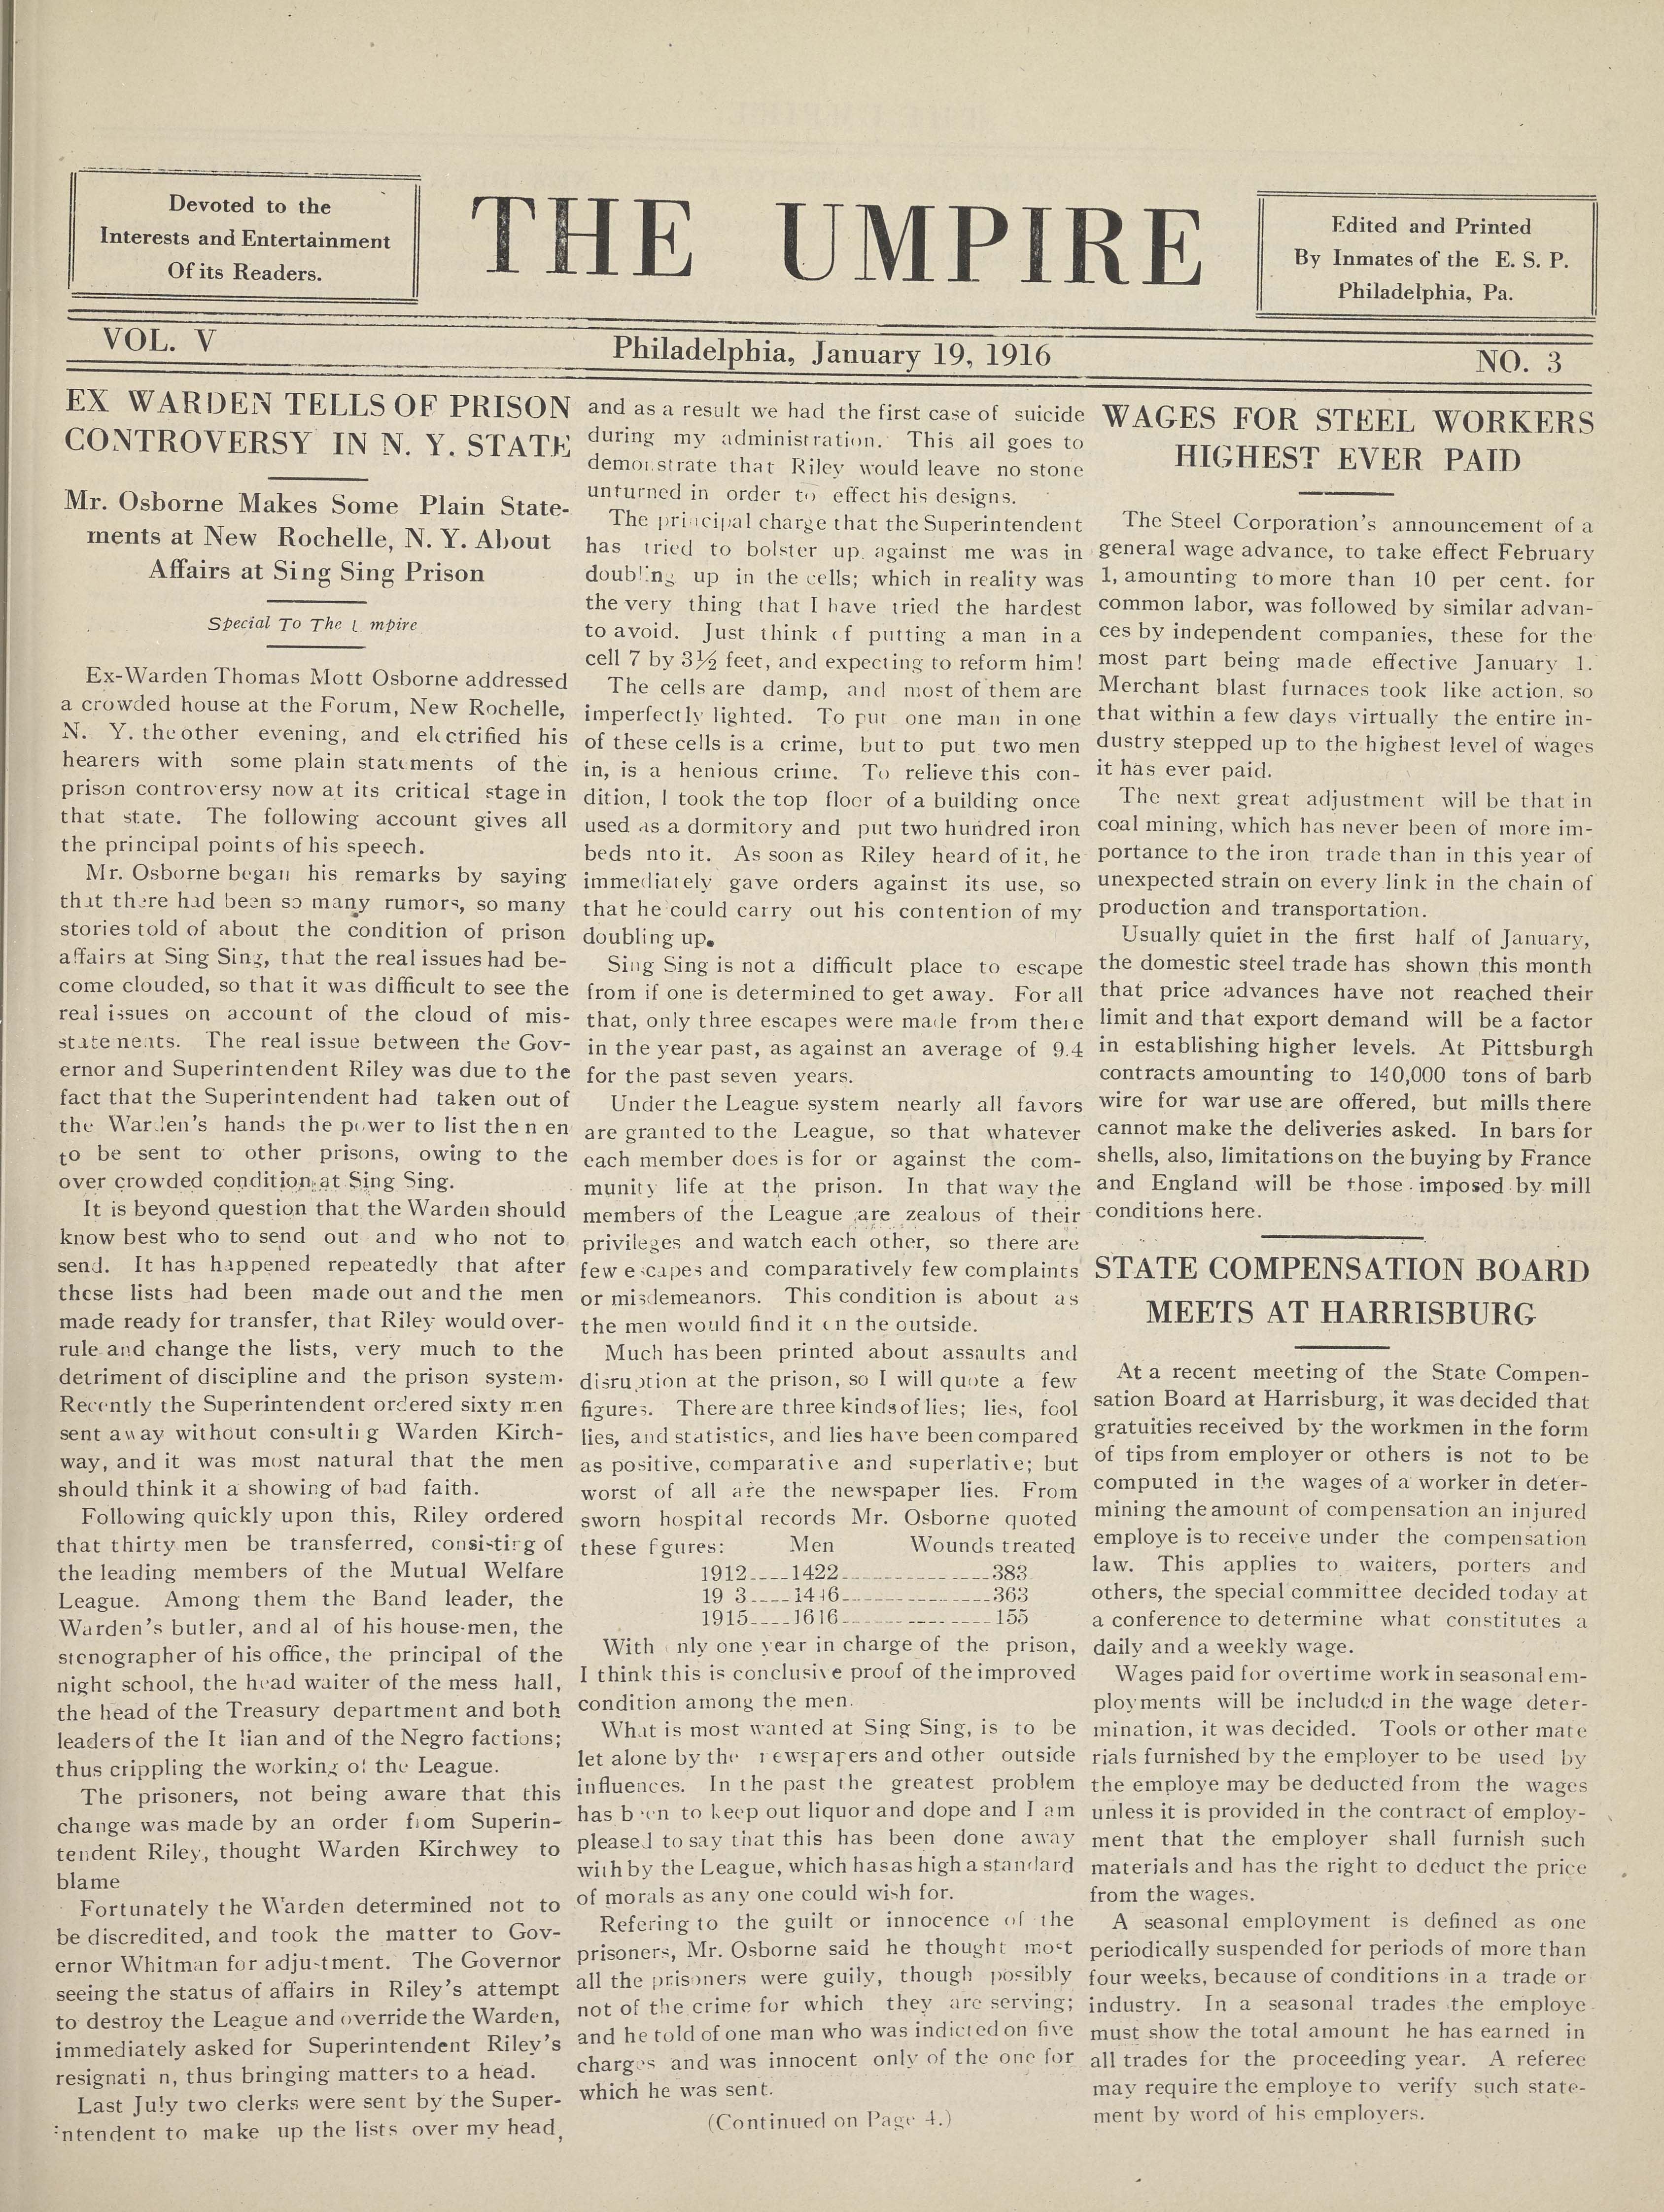 Devoted to the
Interests and Entertainment
Of its Readers.
THE UMPIRE
Edited and Printed
By Inmates of the E. S. P.
Philadelphia, Pa.
VOL. V
Philadelphia, January 19, 1916
NO. 3
EX WARDEN TELLS OF PRISON
CONTROVERSY IN N. Y. STATE
Mr. Osborne Makes Some Plain State-
ments at New Rochelle, N. Y. About
Affairs at Sing Sing Prison
Special To The Umpire
Ex-Warden Thomas Mott Osborne addressed
a crowded house at the Forum, New Rochelle,
N. Y. the other evening, and electrified his
hearers with some plain statements of the
prison controversy now at its critical stage in
that state. The following account gives all
the principal points of his speech.
Mr. Osborne began his remarks by saying
that there had been so many rumors, so many
stories told of about the condition of prison
affairs at Sing Sing, that the real issues had be-
come clouded, so that it was difficult to see the
real issues on account of the cloud of mis-
statements. The real issue between the Gov-
ernor and Superintendent Riley was due to the
fact that the Superintendent had taken out of
the Warden's hands the power to list the men
to be sent to other prisons, owing to the
over crowded condition at Sing Sing.
It is beyond question that the Warden should
know best who to send out and who not to
send. It has happened repeatedly that after
these lists had been made out and the men
made ready for transfer, that Riley would over-
rule and change the lists, very much to the
detriment of discipline and the prison system.
Recently the Superintendent ordered sixty men
sent away without consulting Warden Kirch-
way, and it was most natural that the men
should think it a showing of bad faith.
Following quickly upon this, Riley ordered
that thirty men be transferred, consisting of
the leading members of the Mutual Welfare
League. Among them the Band leader, the
Warden's butler, and al of his house-men, the
stenographer of his office, the principal of the
night school, the head waiter of the mess hall,
the head of the Treasury department and both
leaders of the It lian and of the Negro factions;
thus crippling the working of the League.
The prisoners, not being aware that this
change was made by an order from Superin-
tendent Riley, thought Warden Kirchwey to
blame
Fortunately the Warden determined not to
be discredited, and took the matter to Gov-
ernor Whitman for adjustment. The Governor
seeing the status of affairs in Riley's attempt
to destroy the League and override the Warden,
immediately asked for Superintendent Riley's
resignati n, thus bringing matters to a head.
Last July two clerks were sent by the Super-
intendent to make up the lists over my head,
and as a result we had the first case of suicide
during my administration. This all goes to
demonstrate that Riley would leave no stone
unturned in order to effect his designs.
The principal charge that the Superintendent
has tried to bolster up against me was in
doubling up in the cells; which in reality was
the very thing that I have tried the hardest
to avoid. Just think of putting a man in a
cell 7 by 3½ feet, and expecting to reform him!
The cells are damp, and most of them are
imperfectly lighted. To put one man in one
of these cells is a crime, but to put two men
in, is a henious crime. To relieve this con-
dition, I took the top floor of a building once
used as a dormitory and put two hundred iron
beds nto it. As soon as Riley heard of it, he
immediately gave orders against its use, so
that he could carry out his contention of my
doubling up.
Sing Sing is not a difficult place to escape
from if one is determined to get away. For all
that, only three escapes were made from there
in the year past, as against an average of 9.4
for the past seven years.
Under the League system nearly all favors
are granted to the League, so that whatever
each member does is for or against the com-
munity life at the prison. In that way the
members of the League are zealous of their
privileges and watch each other, so there are
few escapes and comparatively few complaints
or misdemeanors. This condition is about as
the men would find it on the outside.
Much has been printed about assaults and
disruption at the prison, so I will quote a few
figures. There are three kinds of lies; lies, fool
lies, and statistics, and lies have been compared
as positive, comparative and superlative; but
worst of all are the newspaper lies. From
sworn hospital records Mr. Osborne quoted
these f gures: Men Wounds treated
1912----1422---------------383
19 3----1446---------------363
1915----1616---------------155
With nly one year in charge of the prison,
I think this is conclusive proof of the improved
condition among the men.
What is most wanted at Sing Sing, is to be
let alone by the newspapers and other outside
influences. In the past the greatest problem
has been to keep out liquor and dope and I am
pleased to say that this has been done away
with by the League, which has as high a standard
of morals as any one could wish for.
Refering to the guilt or innocence of the
prisoners, Mr. Osborne said he thought most
all the prisoners were guily, though possibly
not of the crime for which they are serving;
and he told of one man who was indicted on five
charges and was innocent only of the one for
which he was sent.
(Continued on Page 4.)
WAGES FOR STEEL WORKERS
HIGHEST EVER PAID
The Steel Corporation's announcement of a
general wage advance, to take effect February
1, amounting to more than 10 per cent. for
common labor, was followed by similar advan-
ces by independent companies, these for the
most part being made effective January 1.
Merchant blast furnaces took like action, so
that within a few days virtually the entire in-
dustry stepped up to the highest level of wages
it has ever paid.
The next great adjustment will be that in
coal mining, which has never been of more im-
portance to the iron trade than in this year of
unexpected strain on every link in the chain of
production and transportation.
Usually quiet in the first half of January,
the domestic steel trade has shown this month
that price advances have not reached their
limit and that export demand will be a factor
in establishing higher levels. At Pittsburgh
contracts amounting to 140,000 tons of barb
wire for war use are offered, but mills there
cannot make the deliveries asked. In bars for
shells, also, limitations on the buying by France
and England will be those imposed by mill
conditions here.
STATE COMPENSATION BOARD
MEETS AT HARRISBURG
At a recent meeting of the State Compen-
sation Board at Harrisburg, it was decided that
gratuities received by the workmen in the form
of tips from employer or others is not to be
computed in the wages of a worker in deter-
mining the amount of compensation an injured
employe is to receive under the compensation
law. This applies to waiters, porters and
others, the special committee decided today at
a conference to determine what constitutes a
daily and a weekly wage.
Wages paid for overtime work in seasonal em-
ployments will be included in the wage deter-
mination, it was decided. Tools or other mate
rials furnished by the employer to be used by
the employe may be deducted from the wages
unless it is provided in the contract of employ-
ment that the employer shall furnish such
materials and has the right to deduct the price
from the wages.
A seasonal employment is defined as one
periodically suspended for periods of more than
four weeks, because of conditions in a trade or
industry. In a seasonal trades the employe
must show the total amount he has earned in
all trades for the proceeding year. A referee
may require the employe to verify such state-
ment by word of his employers.